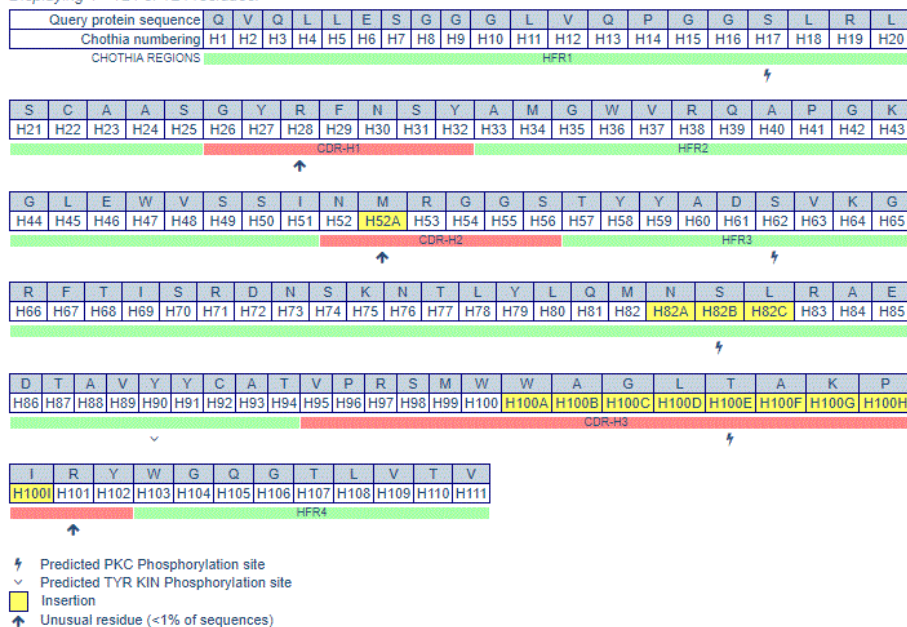 Query protein sequence Q V Q L L E S G G G L V Q P G G S L R L
Chothia numbering H1 H2 H3 H4 H5 H6 H7 H8 H9 H10 H11 H12 H13 H14 H15 H16 H17 H18 H19 H20
CHOTHIA REGIONS HFR1
S C A A S G Y R F N S Y A M G W V R Q A P G K
H21 H22 H23 H24 H25 H26 H27 H28 H29 H30 H31 H32 H33 H34 H35 H36 H37 H38 H39 H40 H41 H42 H43
CDR-H1 HFR2
G L E W V S S I N M R G G S T Y Y A D S V K G
H44 H45 H46 H47 H48 H49 H50 H51 H52 H52A H53 H54 H55 H56 H57 H58 H59 H60 H61 H62 H63 H64 H65
CDR-H2 HFR3
R F T I S R D N S K N T L Y L Q M N S L R A E
H66 H67 H68 H69 H70 H71 H72 H73 H74 H75 H76 H77 H78 H79 H80 H81 H82 H82A H82B H82C H83 H84 H85
D T A V Y Y C A T V P R S M W W A G L T A K P
H86 H87 H88 H89 H90 H91 H92 H93 H94 H95 H96 H97 H98 H99 H100 H100A H100B H100C H100D H100E H100F H100G H100H
CDR-H3
I R Y W G Q G T L V T V
H100I H101 H102 H103 H104 H105 H106 H107 H108 H109 H110 H111
HFR4
Predicted PKC Phosphorylation site
Predicted TYR KIN Phosphorylation site
Insertion
Unusual residue (<1% of sequences)